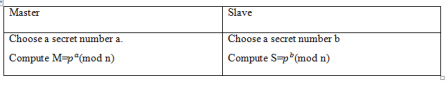 Master
Slave
Choose a secret number a.
Compute M=pᵃ(mod n)
Choose a secret number b
Compute S=pᵇ(mod n)